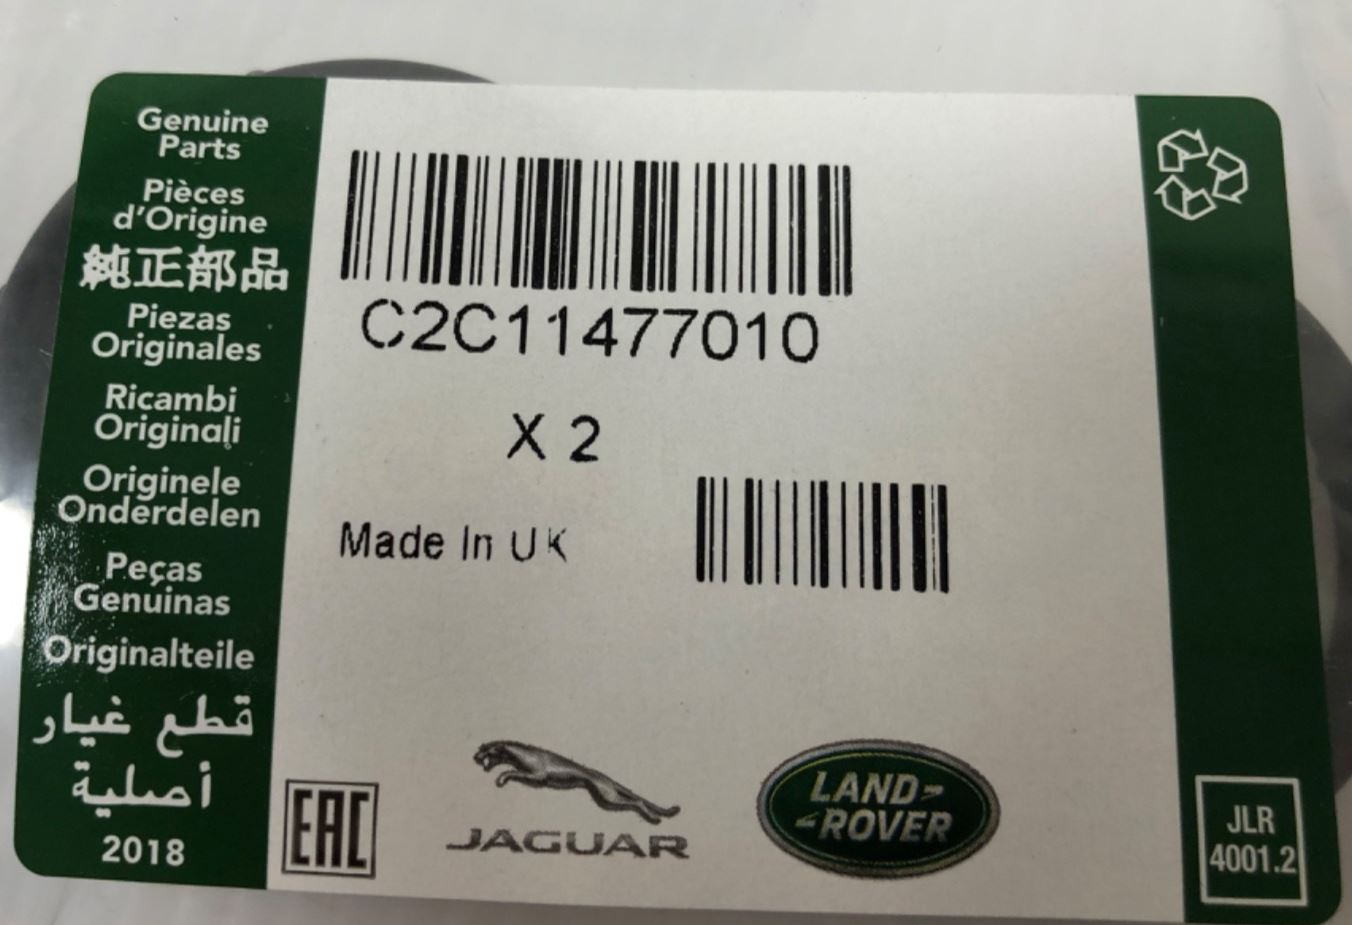 Genuine
Parts
Pièces
d'Origine
純正部品
Piezas
Originales
Ricambi
Originali
Originele
Onderdelen
Peças
Genuinas
Originalteile
قطع غيار
أصلية
2018
C2C11477010
X 2
Made In UK
EAC
JAGUAR
LAND-
-ROVER
JLR
4001.2